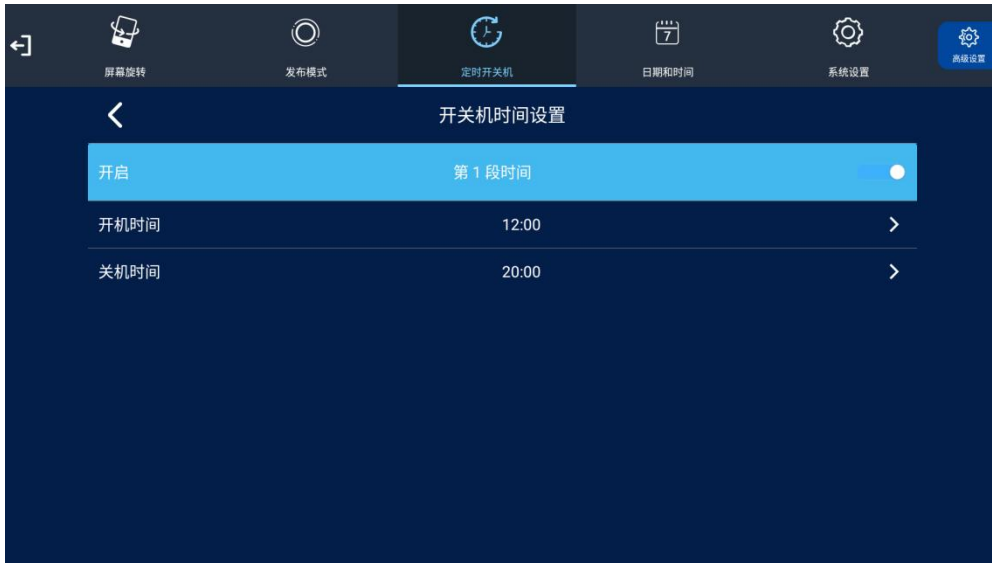 屏幕旋转
发布模式
定时开关机
7
日期和时间
系统设置
高级设置
开关机时间设置
开启 第 1 段时间
开机时间 12:00
关机时间 20:00